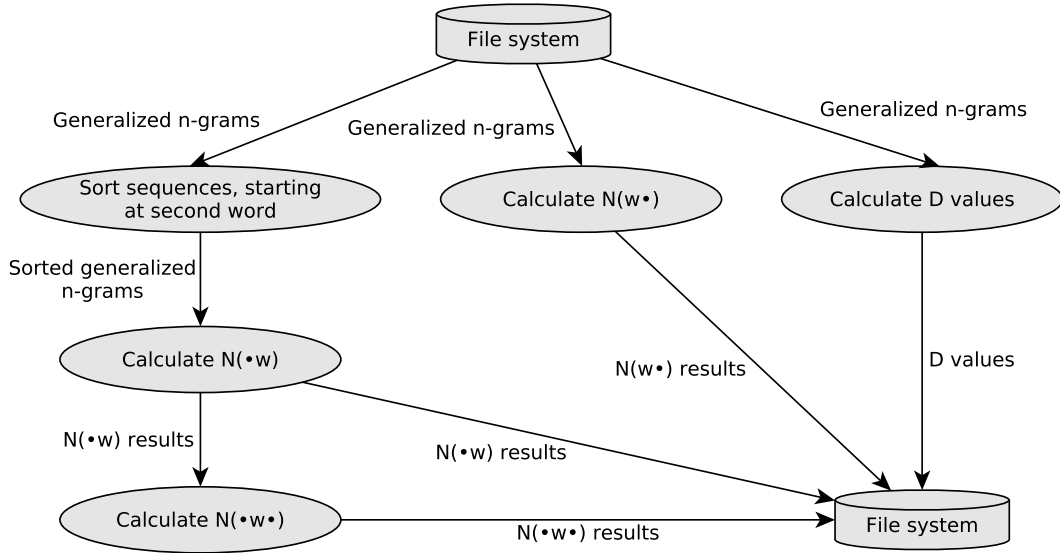 File system
Generalized n-grams
Generalized n-grams
Generalized n-grams
Sort sequences, starting
at second word
Calculate N(w•)
Calculate D values
Sorted generalized
n-grams
Calculate N(•w)
N(w•) results
D values
N(•w) results
N(•w) results
Calculate N(•w•)
N(•w•) results
File system